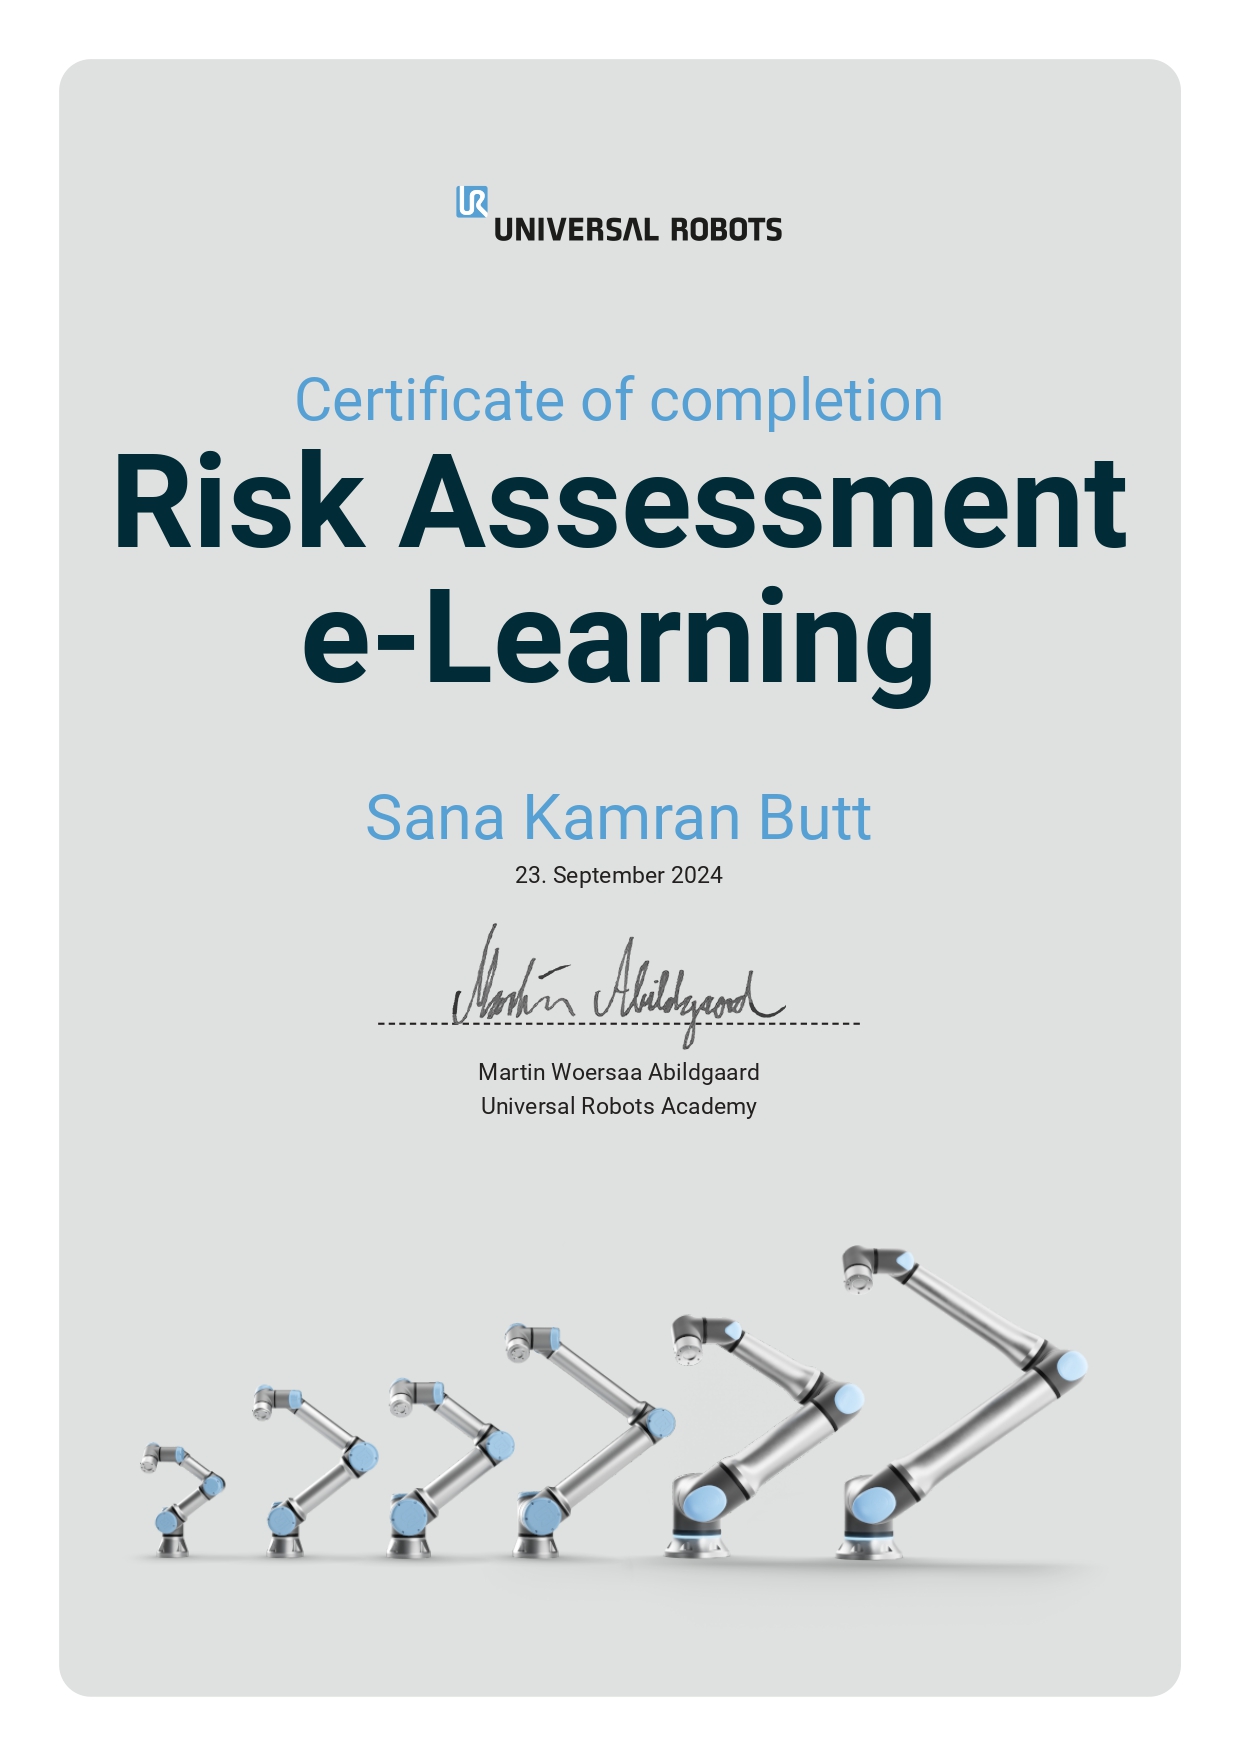 UR
UNIVERSAL ROBOTS
Certificate of completion
Risk Assessment
e-Learning
Sana Kamran Butt
23. September 2024
Martin Abildgaard
Martin Woersaa Abildgaard
Universal Robots Academy